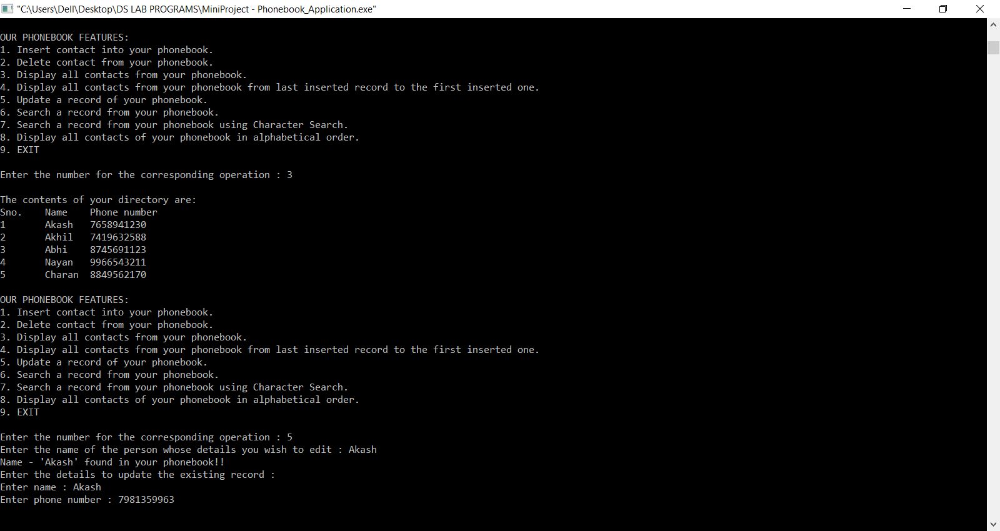 "C:\Users\Dell\Desktop\DS LAB PROGRAMS\MiniProject - Phonebook_Application.exe"
OUR PHONEBOOK FEATURES:
1. Insert contact into your phonebook.
2. Delete contact from your phonebook.
3. Display all contacts from your phonebook.
4. Display all contacts from your phonebook from last inserted record to the first inserted one.
5. Update a record of your phonebook.
6. Search a record from your phonebook.
7. Search a record from your phonebook using Character Search.
8. Display all contacts of your phonebook in alphabetical order.
9. EXIT
Enter the number for the corresponding operation : 3
The contents of your directory are:
Sno. Name Phone number
1 Akash 7658941230
2 Akhil 7419632588
3 Abhi 8745691123
4 Nayan 9966543211
5 Charan 8849562170
OUR PHONEBOOK FEATURES:
1. Insert contact into your phonebook.
2. Delete contact from your phonebook.
3. Display all contacts from your phonebook.
4. Display all contacts from your phonebook from last inserted record to the first inserted one.
5. Update a record of your phonebook.
6. Search a record from your phonebook.
7. Search a record from your phonebook using Character Search.
8. Display all contacts of your phonebook in alphabetical order.
9. EXIT
Enter the number for the corresponding operation : 5
Enter the name of the person whose details you wish to edit : Akash
Name - 'Akash' found in your phonebook!!
Enter the details to update the existing record :
Enter name : Akash
Enter phone number : 7981359963